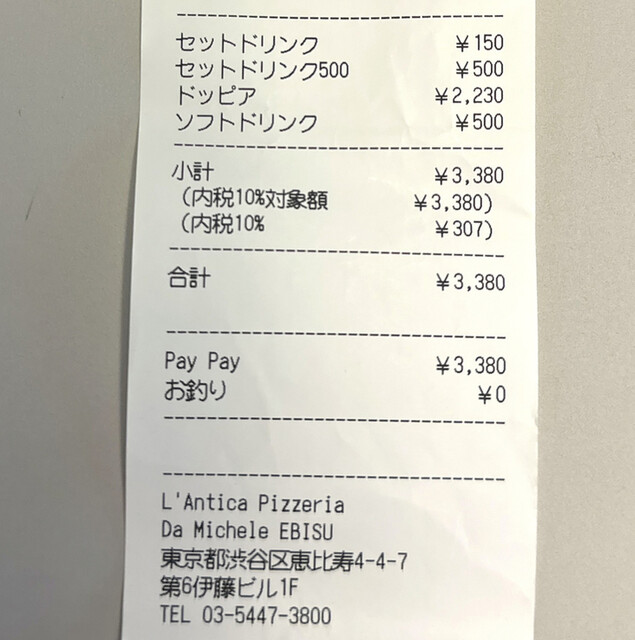 セットドリンク ¥150
セットドリンク500 ¥500
ドッピア ¥2,230
ソフトドリンク ¥500
小計 ¥3,380
(内税10%対象額 ¥3,380)
(内税10% ¥307)
合計 ¥3,380
Pay Pay ¥3,380
お釣り ¥0
L'Antica Pizzeria
Da Michele EBISU
東京都渋谷区恵比寿4-4-7
第6伊藤ビル1F
TEL 03-5447-3800